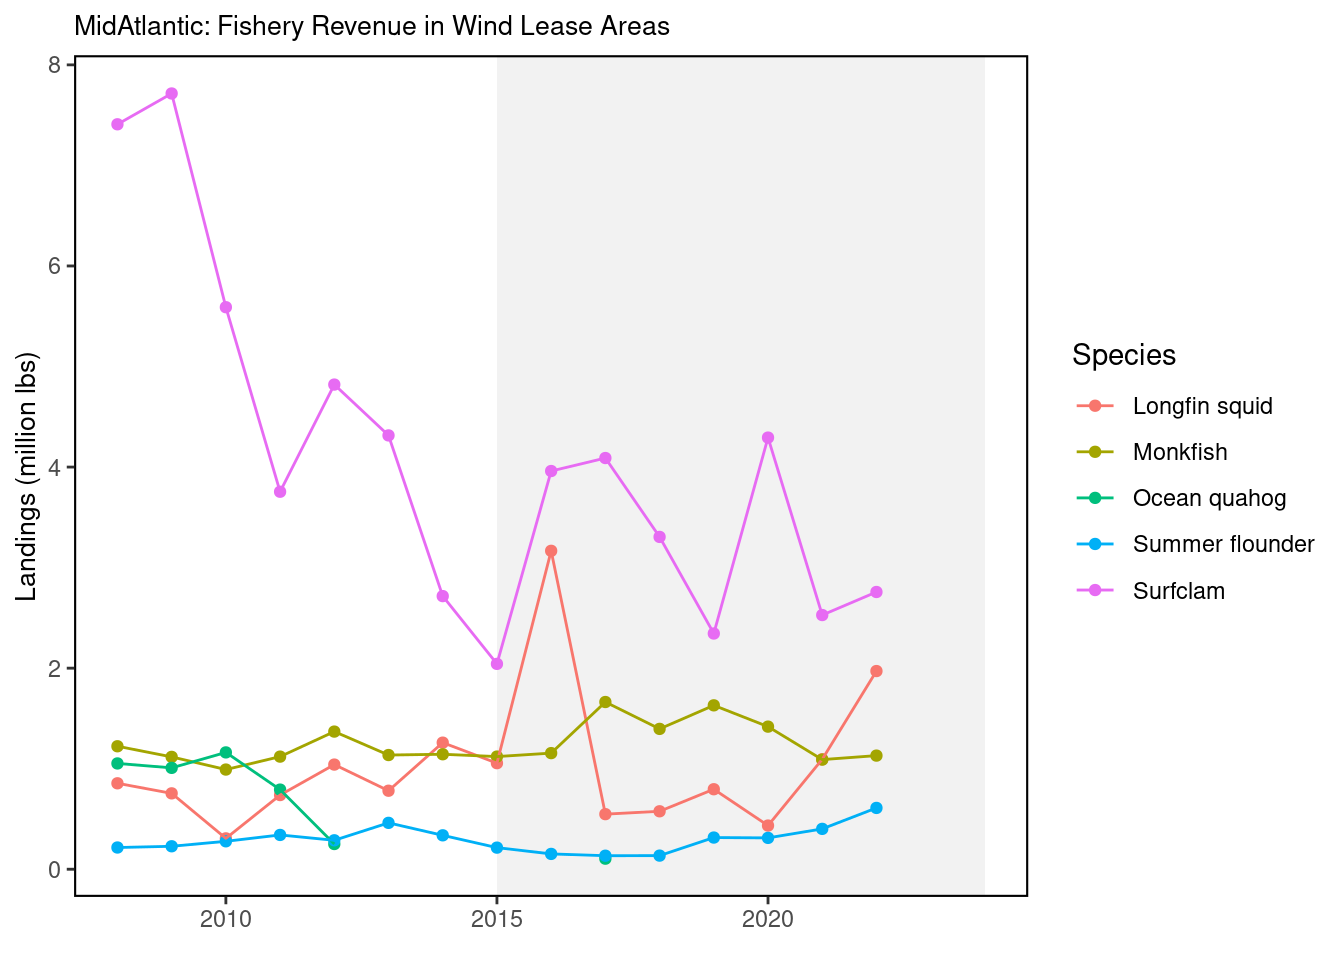 MidAtlantic: Fishery Revenue in Wind Lease Areas
8
6
4
2
0
Landings (million lbs)
2010
2015
2020
Species
Longfin squid
Monkfish
Ocean quahog
Summer flounder
Surfclam